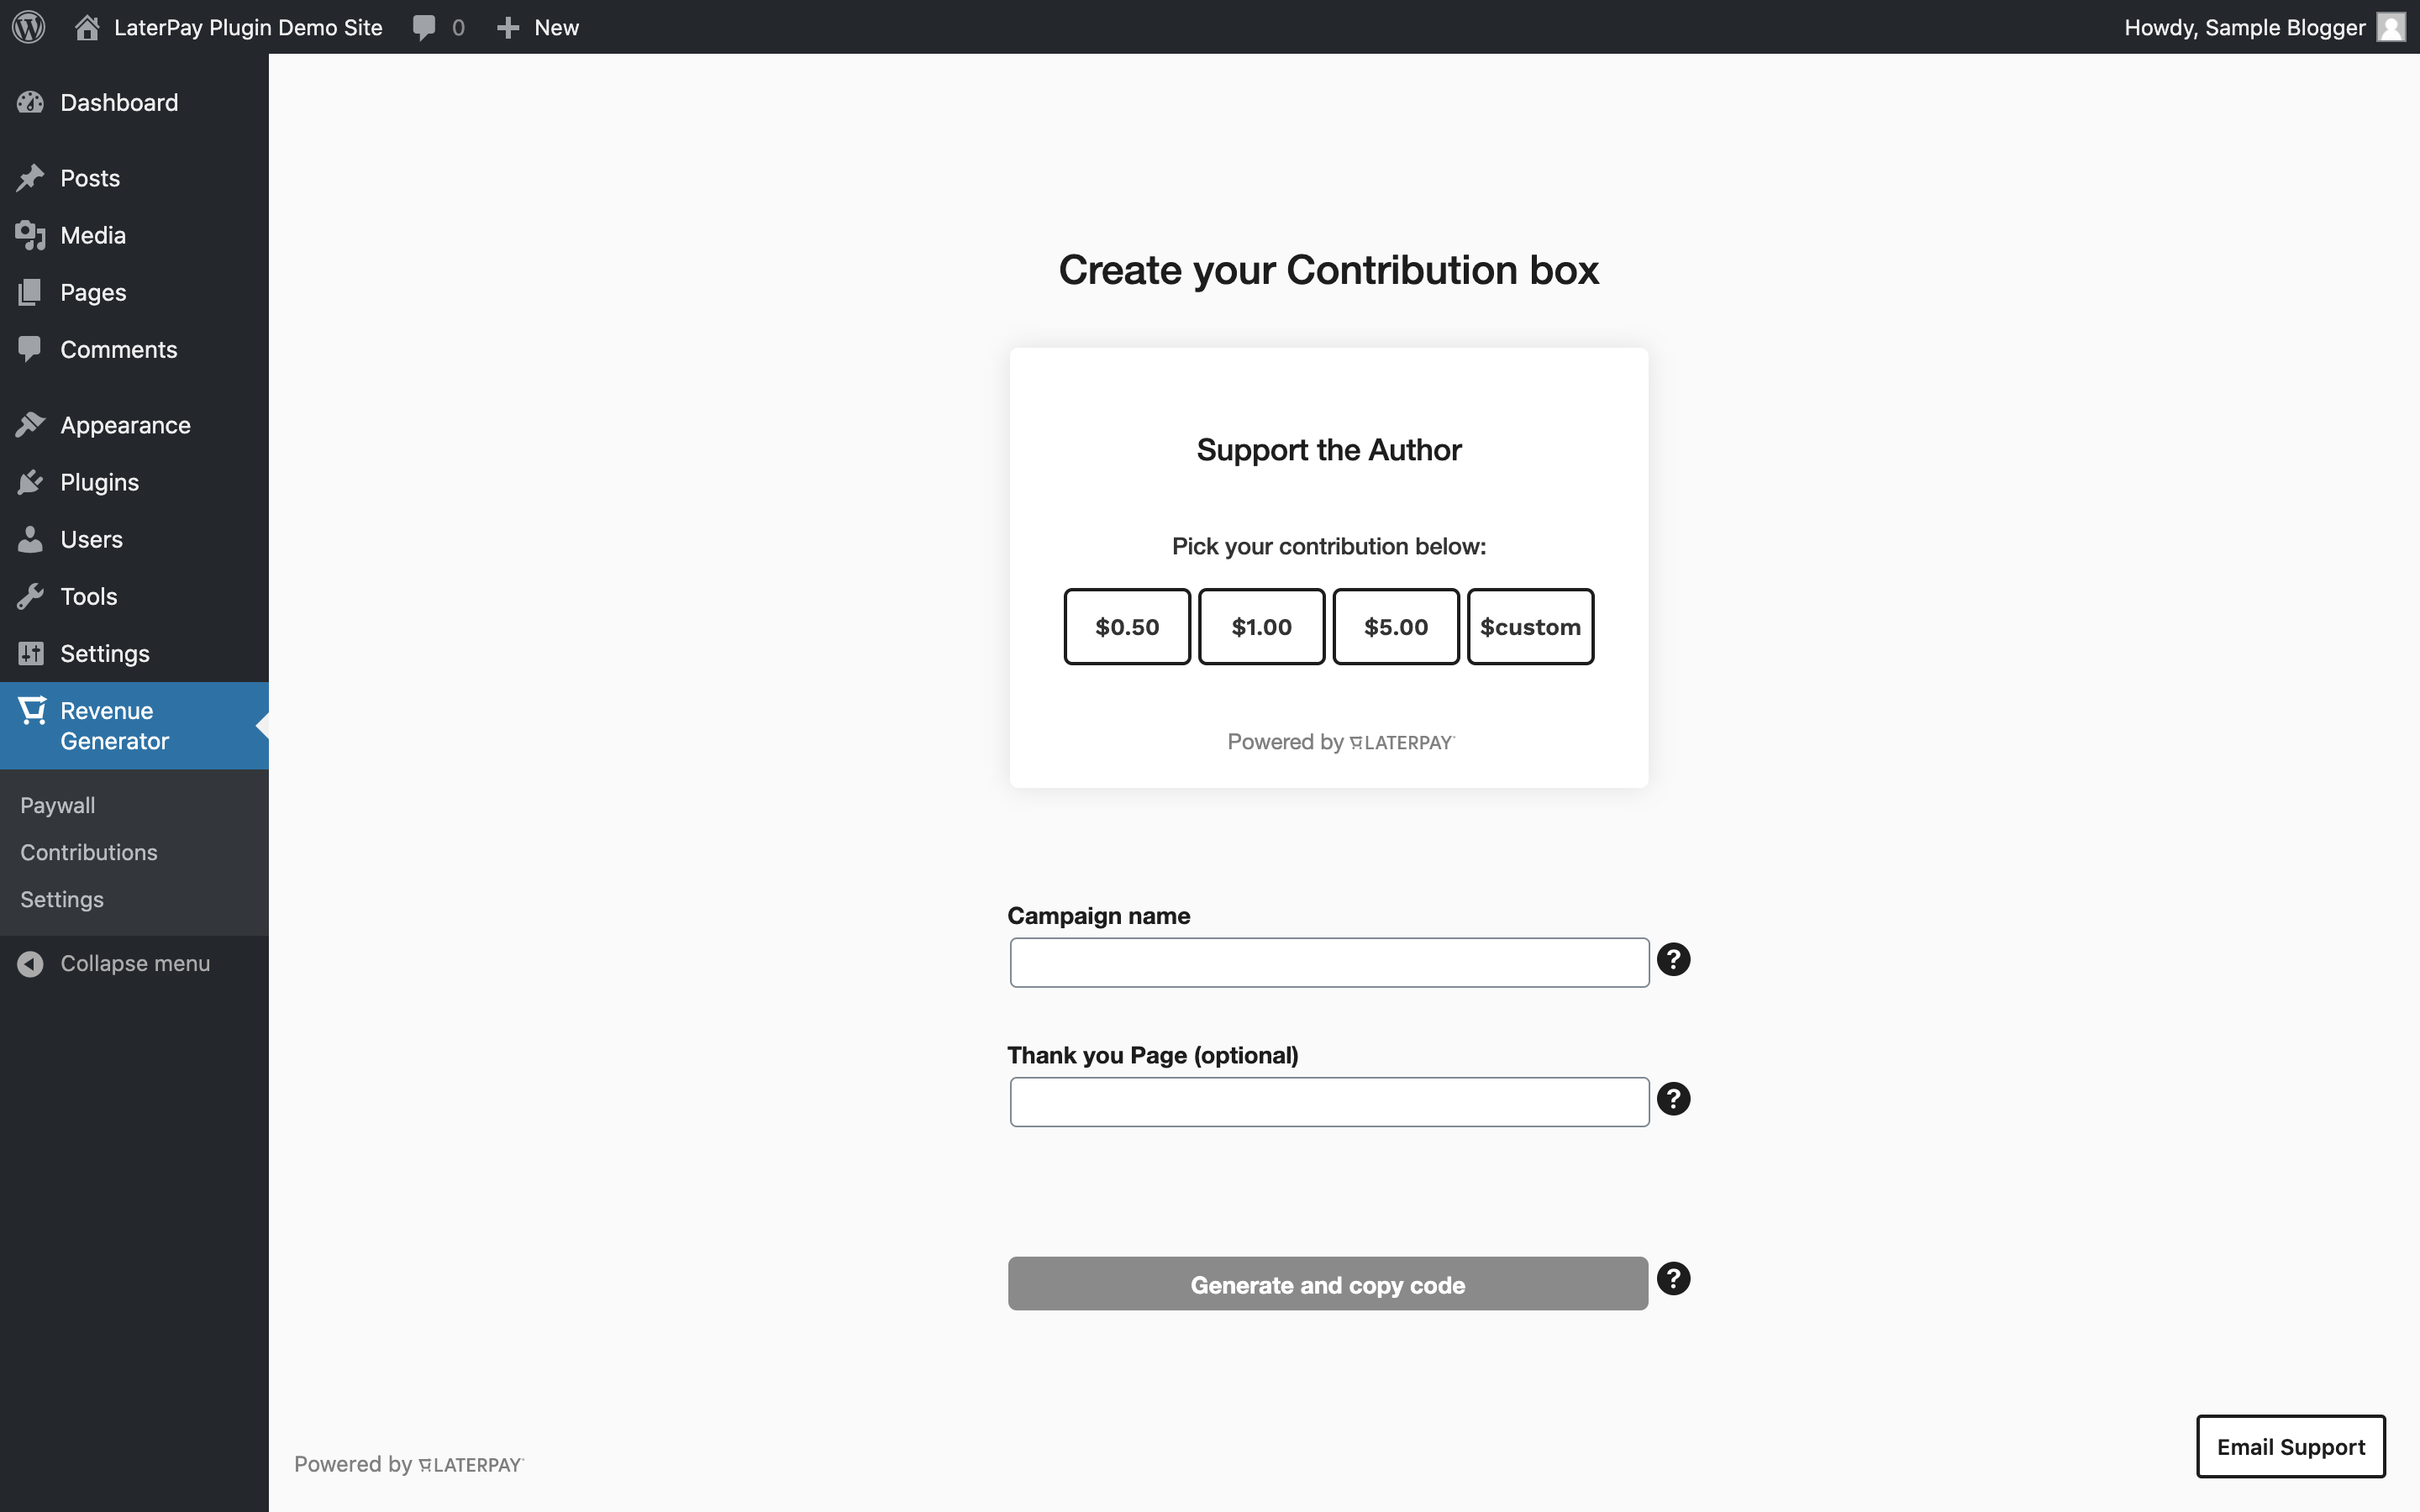 LaterPay Plugin Demo Site 0 New Howdy, Sample Blogger
Dashboard
Posts
Media
Pages
Comments
Appearance
Plugins
Users
Tools
Settings
Revenue
Generator
Paywall
Contributions
Settings
Collapse menu
Create your Contribution box
Support the Author
Pick your contribution below:
$0.50 $1.00 $5.00 $custom
Powered by LATERPAY
Campaign name
?
Thank you Page (optional)
?
Generate and copy code ?
Powered by LATERPAY
Email Support